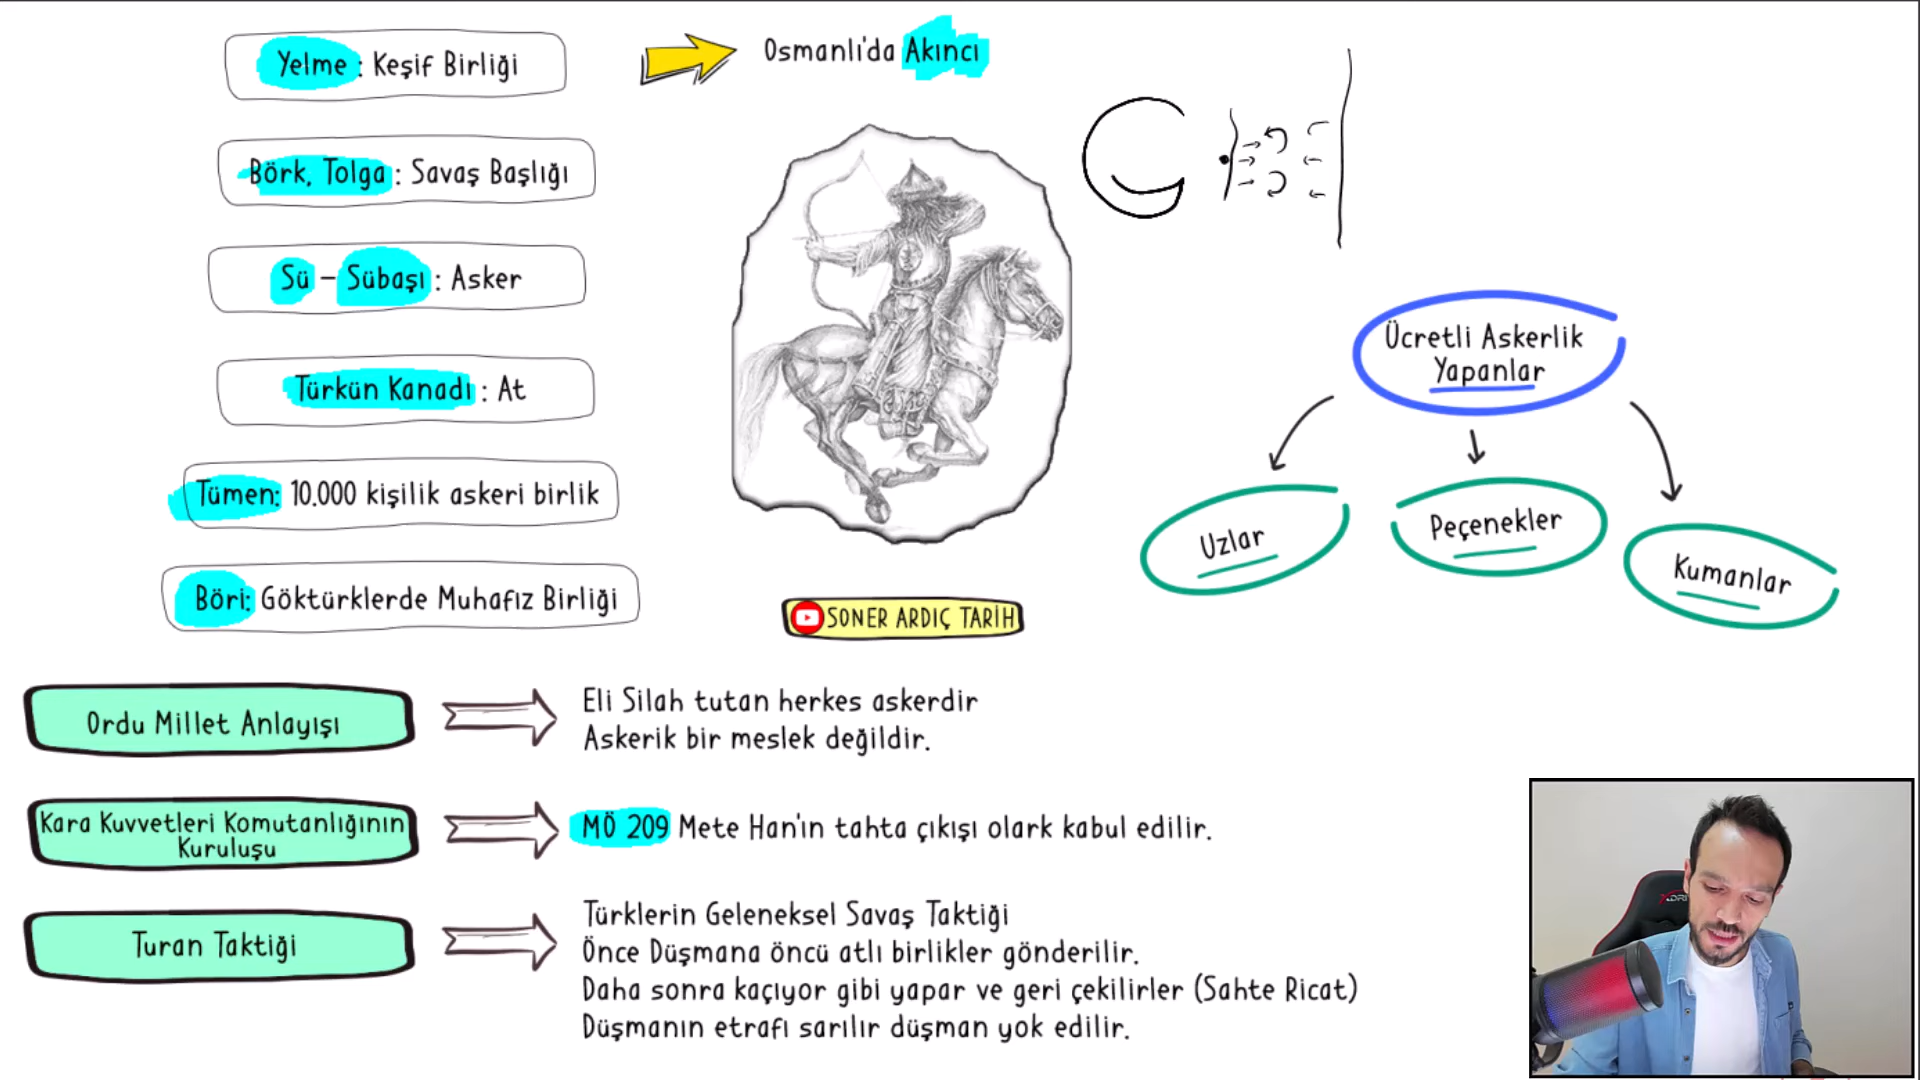 Yelme : Keşif Birliği
Osmanlı'da Akıncı
Börk, Tolga : Savaş Başlığı
Sü – Sübaşı : Asker
Türkün Kanadı : At
Tümen: 10.000 kişilik askeri birlik
Böri: Göktürklerde Muhafız Birliği
Ücretli Askerlik
Yapanlar
Uzlar
Peçenekler
Kumanlar
SONER ARDIÇ TARİH
Ordu Millet Anlayışı
Eli Silah tutan herkes askerdir
Askerik bir meslek değildir.
Kara Kuvvetleri Komutanlığının
Kuruluşu
MÖ 209 Mete Han'ın tahta çıkışı olark kabul edilir.
Turan Taktiği
Türklerin Geleneksel Savaş Taktiği
Önce Düşmana öncü atlı birlikler gönderilir.
Daha sonra kaçıyor gibi yapar ve geri çekilirler (Sahte Ricat)
Düşmanın etrafı sarılır düşman yok edilir.